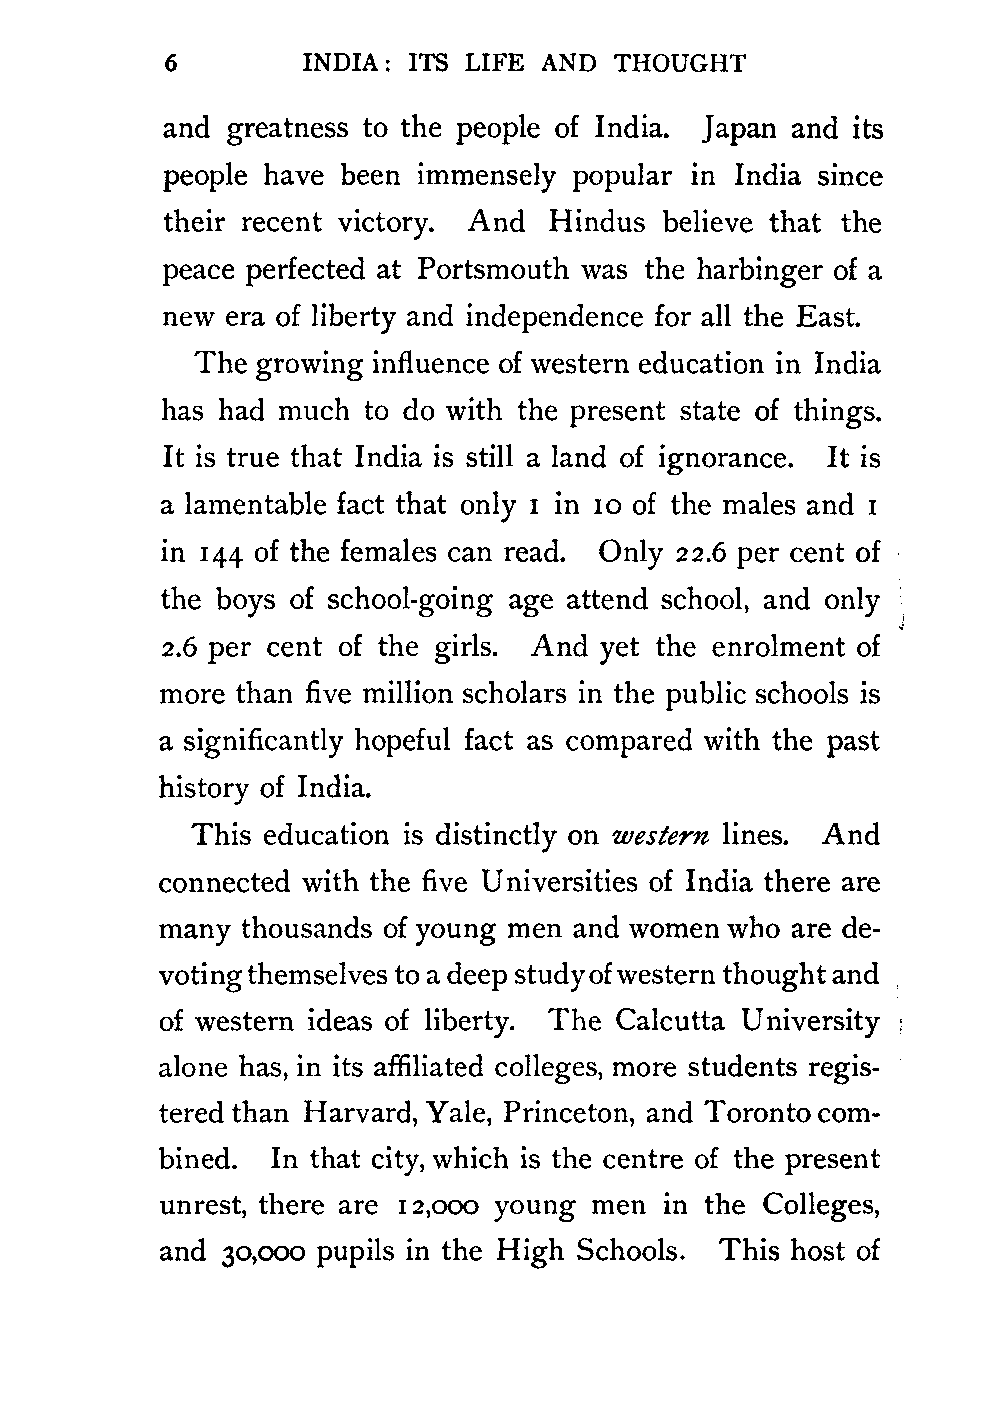 6 INDIA: ITS LIFE AND THOUGHT
and greatness to the people of India. Japan and its
people have been immensely popular in India since
their recent victory. And Hindus believe that the
peace perfected at Portsmouth was the harbinger of a
new era of liberty and independence for all the East.
The growing influence of western education in India
has had much to do with the present state of things.
It is true that India is still a land of ignorance. It is
a lamentable fact that only 1 in 10 of the males and 1
in 144 of the females can read. Only 22.6 per cent of
the boys of school-going age attend school, and only
2.6 per cent of the girls. And yet the enrolment of
more than five million scholars in the public schools is
a significantly hopeful fact as compared with the past
history of India.
This education is distinctly on western lines. And
connected with the five Universities of India there are
many thousands of young men and women who are de-
voting themselves to a deep study of western thought and
of western ideas of liberty. The Calcutta University
alone has, in its affiliated colleges, more students regis-
tered than Harvard, Yale, Princeton, and Toronto com-
bined. In that city, which is the centre of the present
unrest, there are 12,000 young men in the Colleges,
and 30,000 pupils in the High Schools. This host of